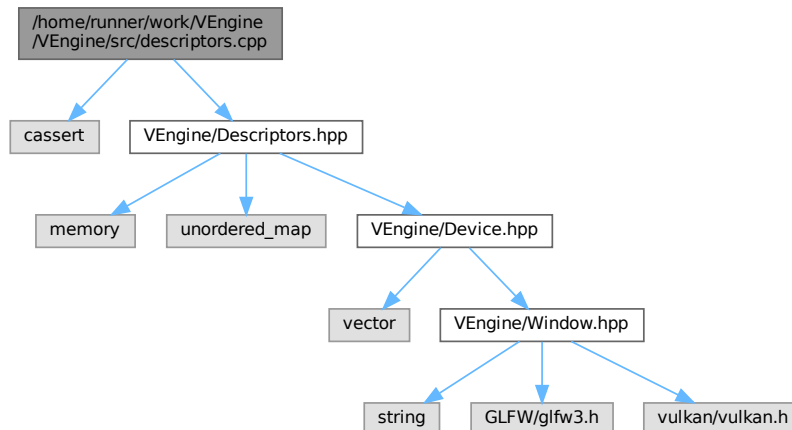 /home/runner/work/VEngine
/VEngine/src/descriptors.cpp
cassert
VEngine/Descriptors.hpp
memory
unordered_map
VEngine/Device.hpp
vector
VEngine/Window.hpp
string
GLFW/glfw3.h
vulkan/vulkan.h